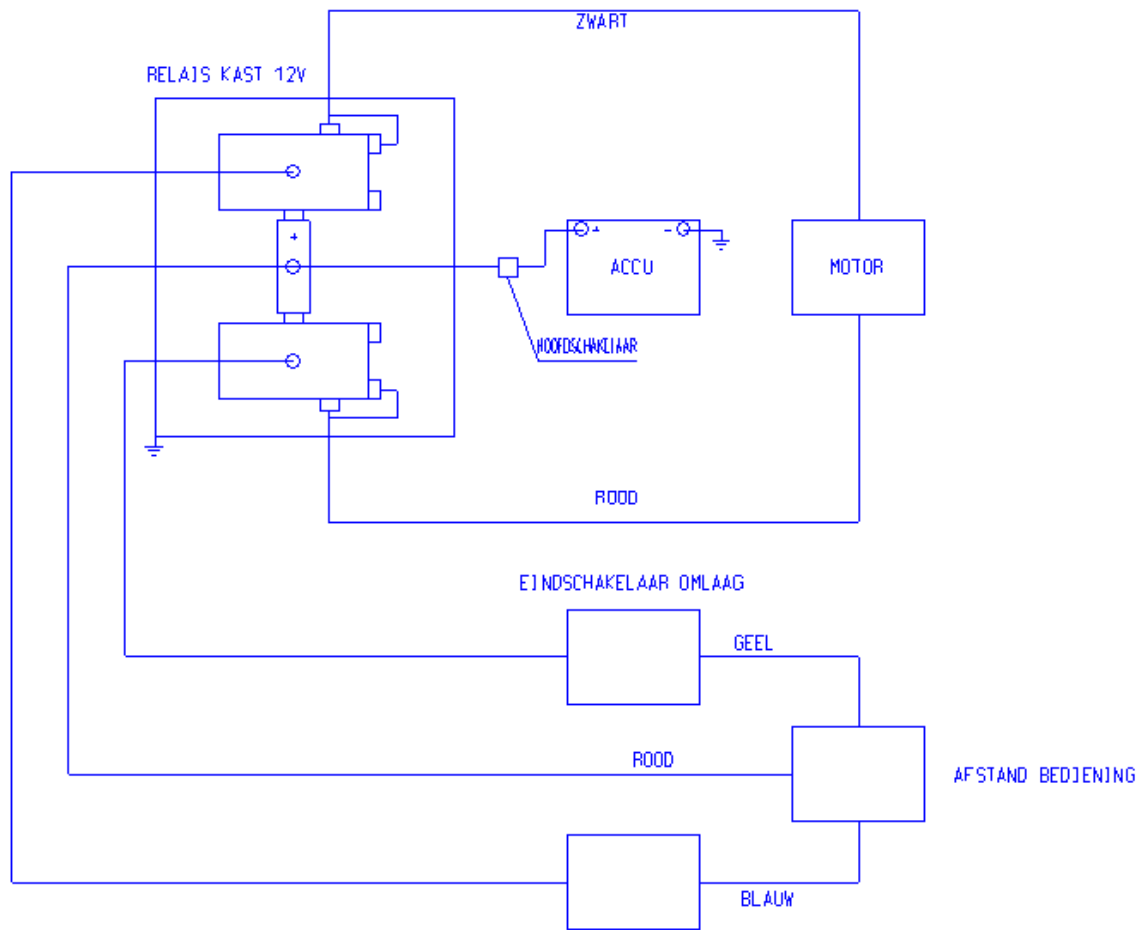 ZWART
RELAIS KAST 12V
+
+ -
ACCU
MOTOR
HOOFDSCHAKELAAR
ROOD
EINDSCHAKELAAR OMLAAG
GEEL
ROOD
AFSTAND BEDIENING
BLAUW